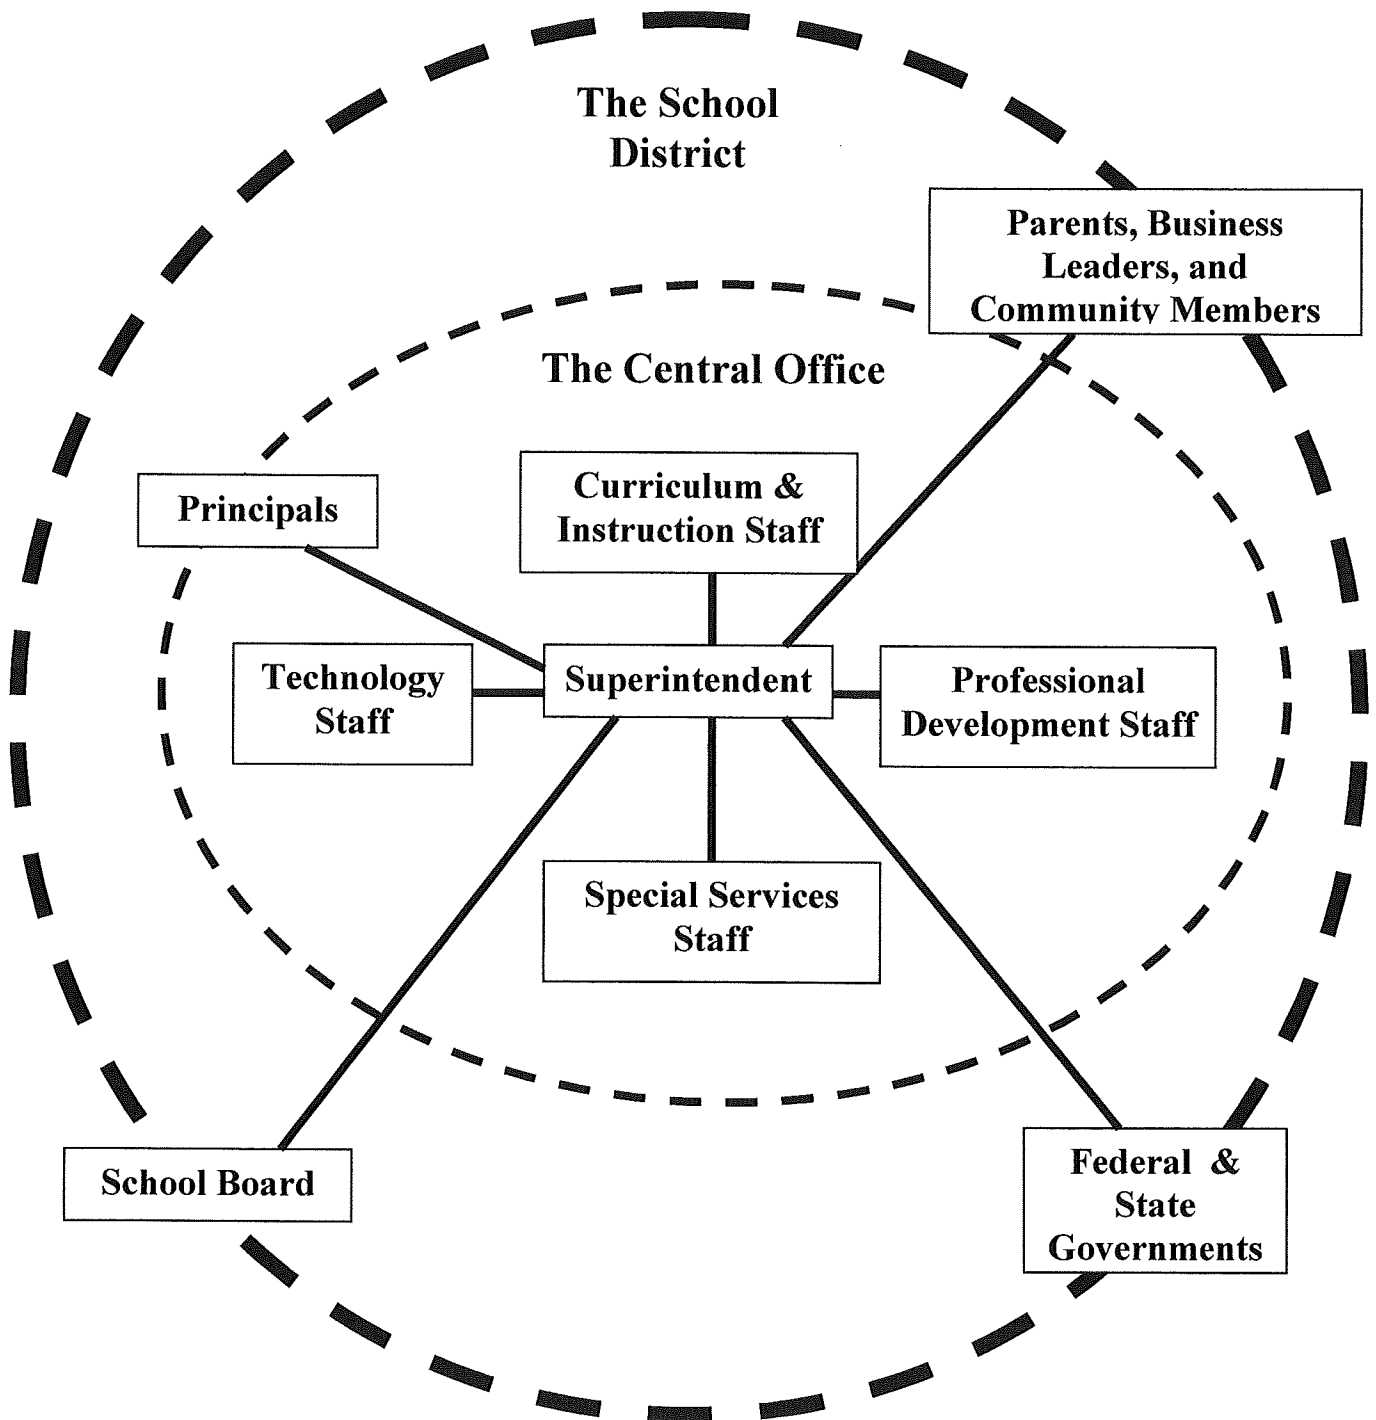 The School
District
Parents, Business
Leaders, and
Community Members
The Central Office
Principals
Curriculum &
Instruction Staff
Technology
Staff
Superintendent
Professional
Development Staff
Special Services
Staff
School Board
Federal &
State
Governments